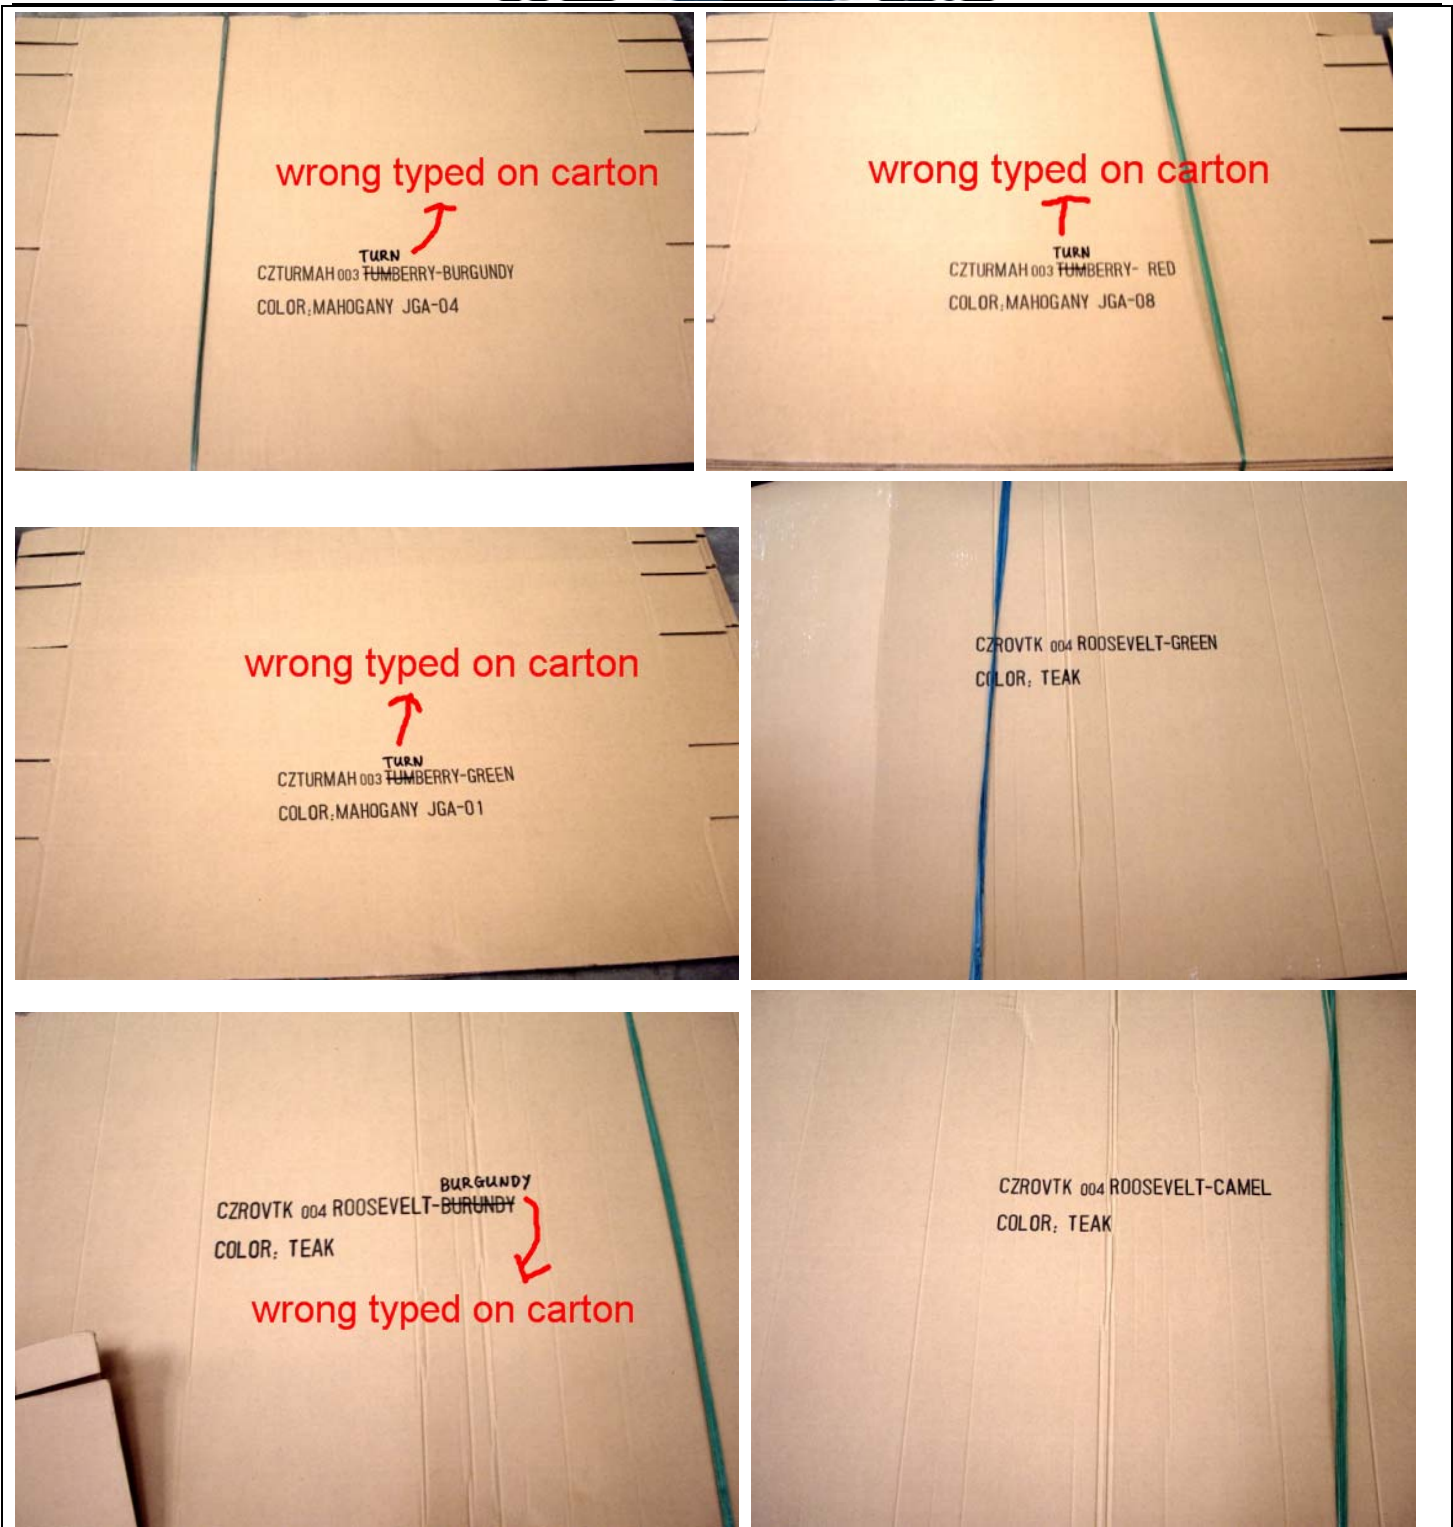 wrong typed on carton
TURN
CZTURMAH 003 TUMBERRY-BURGUNDY
COLOR:MAHOGANY JGA-04
wrong typed on carton
TURN
CZTURMAH 003 TUMBERRY- RED
COLOR:MAHOGANY JGA-08
wrong typed on carton
TURN
CZTURMAH 003 TUMBERRY-GREEN
COLOR:MAHOGANY JGA-01
CZROVTK 004 ROOSEVELT-GREEN
COLOR: TEAK
BURGUNDY
CZROVTK 004 ROOSEVELT-BURUNDY
COLOR: TEAK
wrong typed on carton
CZROVTK 004 ROOSEVELT-CAMEL
COLOR: TEAK